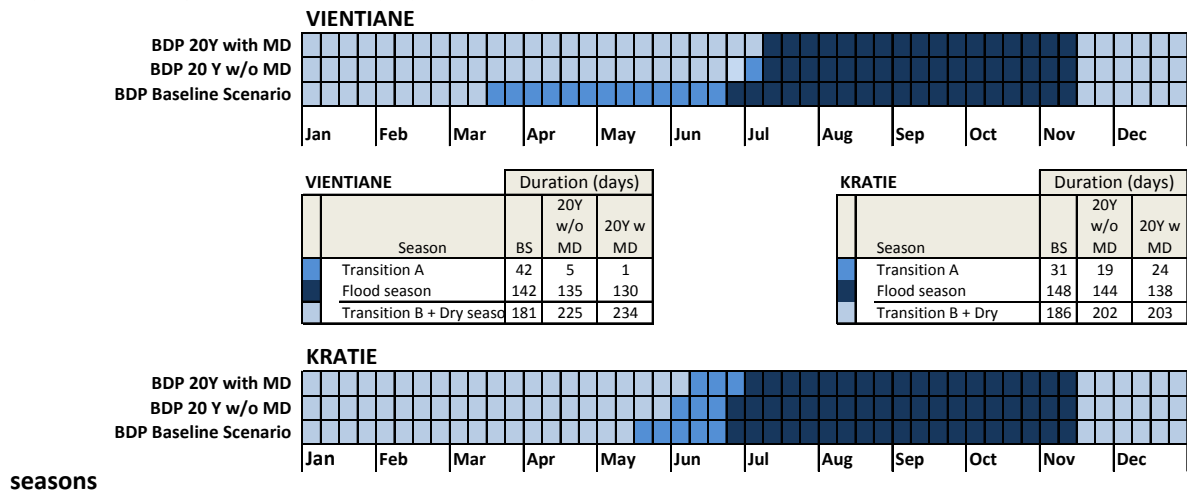 VIENTIANE
BDP 20Y with MD
BDP 20 Y w/o MD
BDP Baseline Scenario
Jan Feb Mar Apr May Jun Jul Aug Sep Oct Nov Dec
VIENTIANE Duration (days)
Season BS 20Y w/o MD 20Y w MD
Transition A 42 5 1
Flood season 142 135 130
Transition B + Dry seaso 181 225 234
KRATIE Duration (days)
Season BS 20Y w/o MD 20Y w MD
Transition A 31 19 24
Flood season 148 144 138
Transition B + Dry 186 202 203
KRATIE
BDP 20Y with MD
BDP 20 Y w/o MD
BDP Baseline Scenario
Jan Feb Mar Apr May Jun Jul Aug Sep Oct Nov Dec
seasons